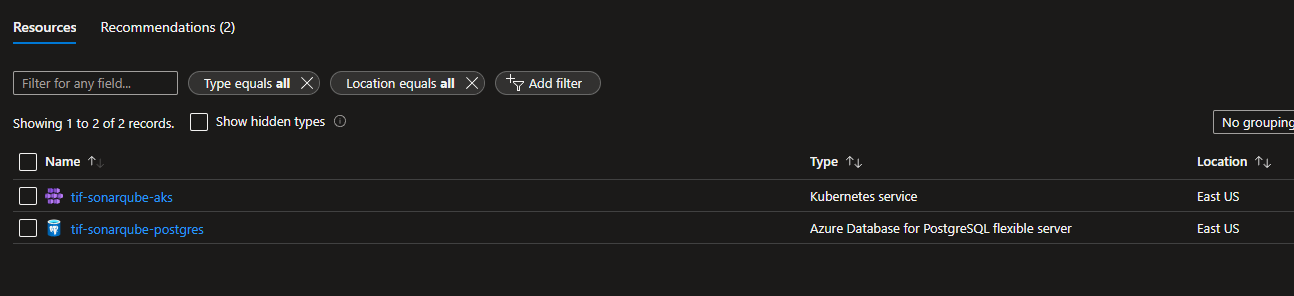 Resources Recommendations (2)
Filter for any field... Type equals all Location equals all Add filter
Showing 1 to 2 of 2 records. Show hidden types
No grouping
Name Type Location
tif-sonarqube-aks Kubernetes service East US
tif-sonarqube-postgres Azure Database for PostgreSQL flexible server East US